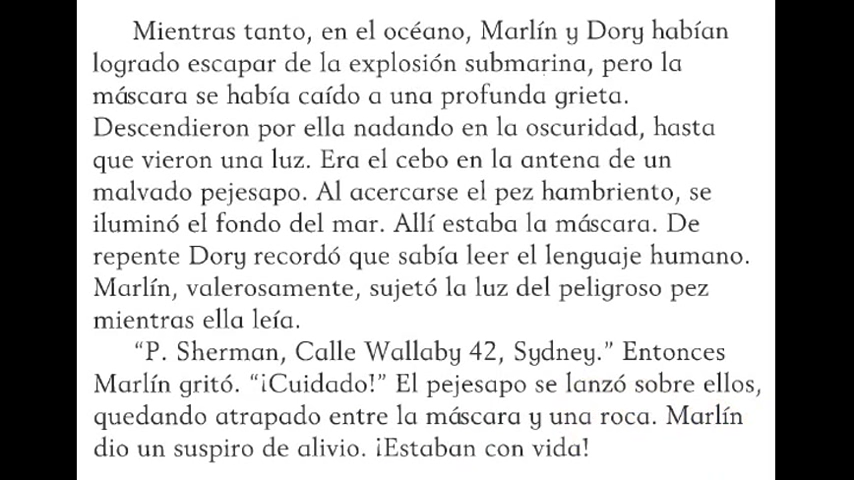 Mientras tanto, en el océano, Marlín y Dory habían
logrado escapar de la explosión submarina, pero la
máscara se había caído a una profunda grieta.
Descendieron por ella nadando en la oscuridad, hasta
que vieron una luz. Era el cebo en la antena de un
malvado pejesapo. Al acercarse el pez hambriento, se
iluminó el fondo del mar. Allí estaba la máscara. De
repente Dory recordó que sabía leer el lenguaje humano.
Marlín, valerosamente, sujetó la luz del peligroso pez
mientras ella leía.
“P. Sherman, Calle Wallaby 42, Sydney.” Entonces
Marlín gritó. “¡Cuidado!” El pejesapo se lanzó sobre ellos,
quedando atrapado entre la máscara y una roca. Marlín
dio un suspiro de alivio. ¡Estaban con vida!